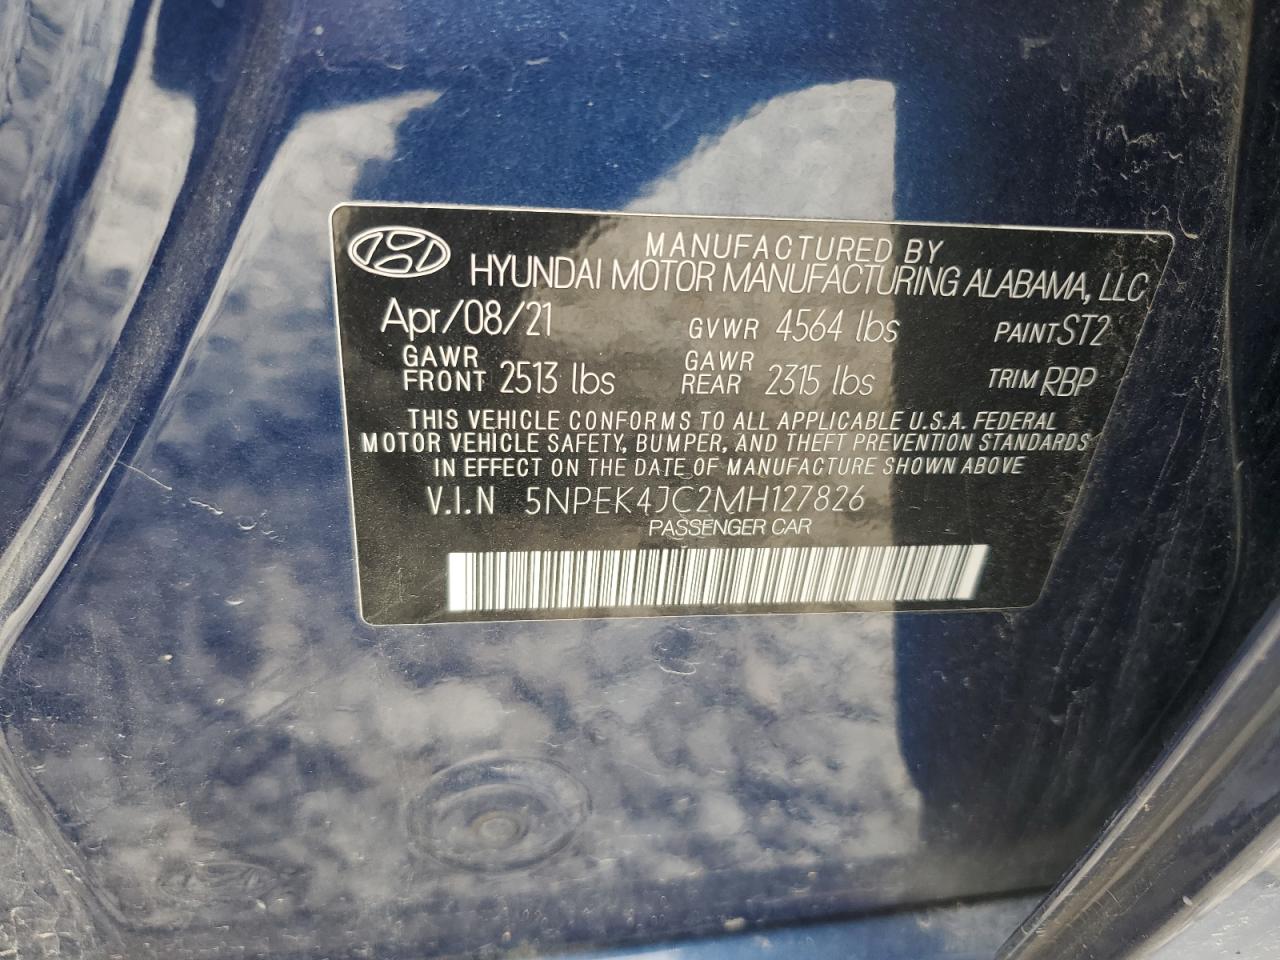 MANUFACTURED BY
HYUNDAI MOTOR MANUFACTURING ALABAMA, LLC
Apr/08/21 GVWR 4564 lbs PAINT ST2
GAWR FRONT 2513 lbs GAWR REAR 2315 lbs TRIM RBP
THIS VEHICLE CONFORMS TO ALL APPLICABLE U.S.A. FEDERAL
MOTOR VEHICLE SAFETY, BUMPER, AND THEFT PREVENTION STANDARDS
IN EFFECT ON THE DATE OF MANUFACTURE SHOWN ABOVE
V.I.N 5NPEK4JC2MH127826
PASSENGER CAR